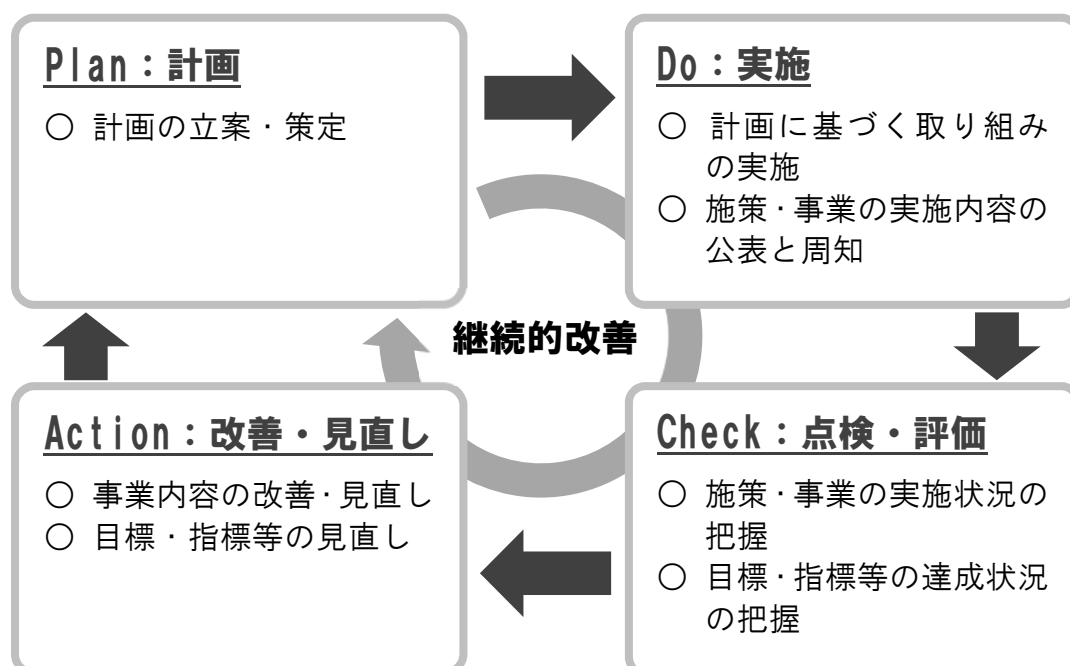 Plan：計画
○ 計画の立案・策定
Do：実施
○ 計画に基づく取り組み
の実施
○ 施策・事業の実施内容の
公表と周知
継続的改善
Action：改善・見直し
○ 事業内容の改善・見直し
○ 目標・指標等の見直し
Check：点検・評価
○ 施策・事業の実施状況の
把握
○ 目標・指標等の達成状況
の把握